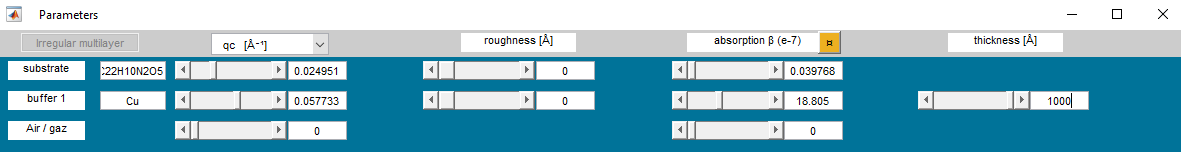 Parameters
Irregular multilayer qc [Å⁻¹] roughness [Å] absorption β (e-7) ¤ thickness [Å]
substrate C22H10N2O5 0.024951 0 0.039768
buffer 1 Cu 0.057733 0 18.805 1000
Air / gaz 0 0